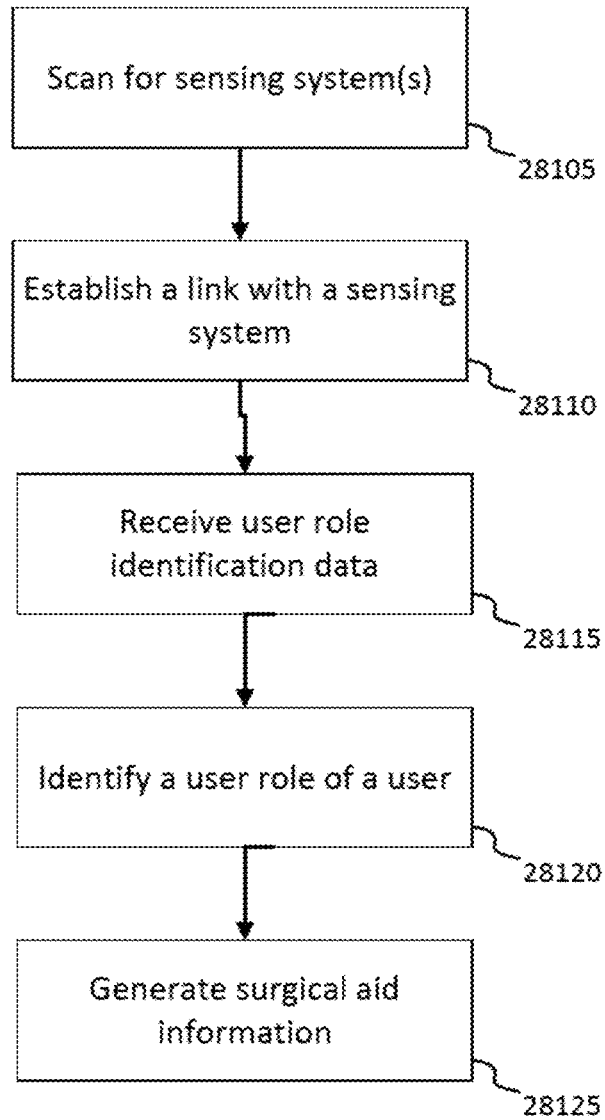 Scan for sensing system(s)
28105
Establish a link with a sensing
system
28110
Receive user role
identification data
28115
Identify a user role of a user
28120
Generate surgical aid
information
28125